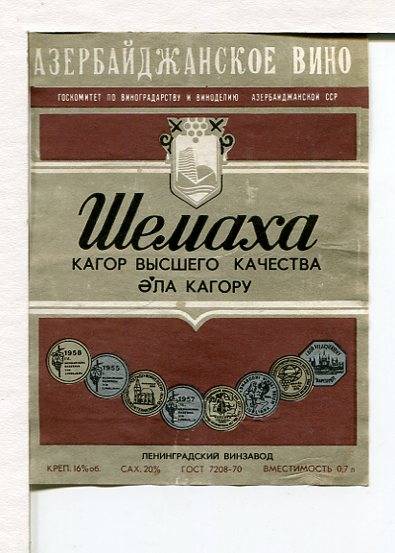 АЗЕРБАЙДЖАНСКОЕ ВИНО
ГОСКОМИТЕТ ПО ВИНОГРАДАРСТВУ И ВИНОДЕЛИЮ АЗЕРБАЙДЖАНСКОЙ ССР
Шемаха
КАГОР ВЫСШЕГО КАЧЕСТВА
ӘЛА КАГОРУ
1958
1955
1957
ЛЕНИНГРАДСКИЙ ВИНЗАВОД
КРЕП. 16% об. САХ. 20% ГОСТ 7208-70 ВМЕСТИМОСТЬ 0,7 л